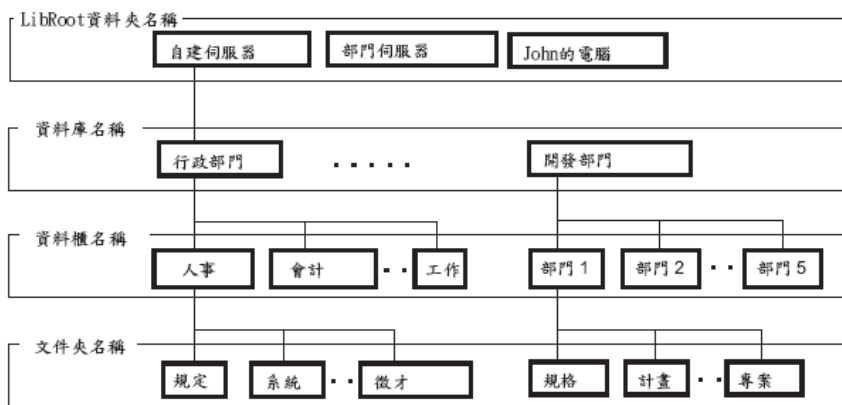 LibRoot資料夾名稱
自建伺服器 部門伺服器 John的電腦
資料庫名稱
行政部門 ..... 開發部門
資料櫃名稱
人事 會計 .. 工作 部門1 部門2 .. 部門5
文件夾名稱
規定 系統 .. 徵才 規格 計畫 .. 專案